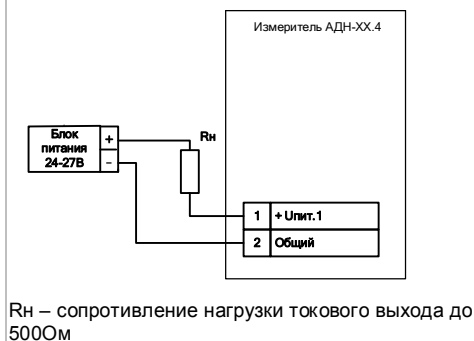 Измеритель АДН-ХХ.4
Блок
питания
24-27В
+
-
Rн
1 + Uпит.1
2 Общий
Rн – сопротивление нагрузки токового выхода до
500Ом